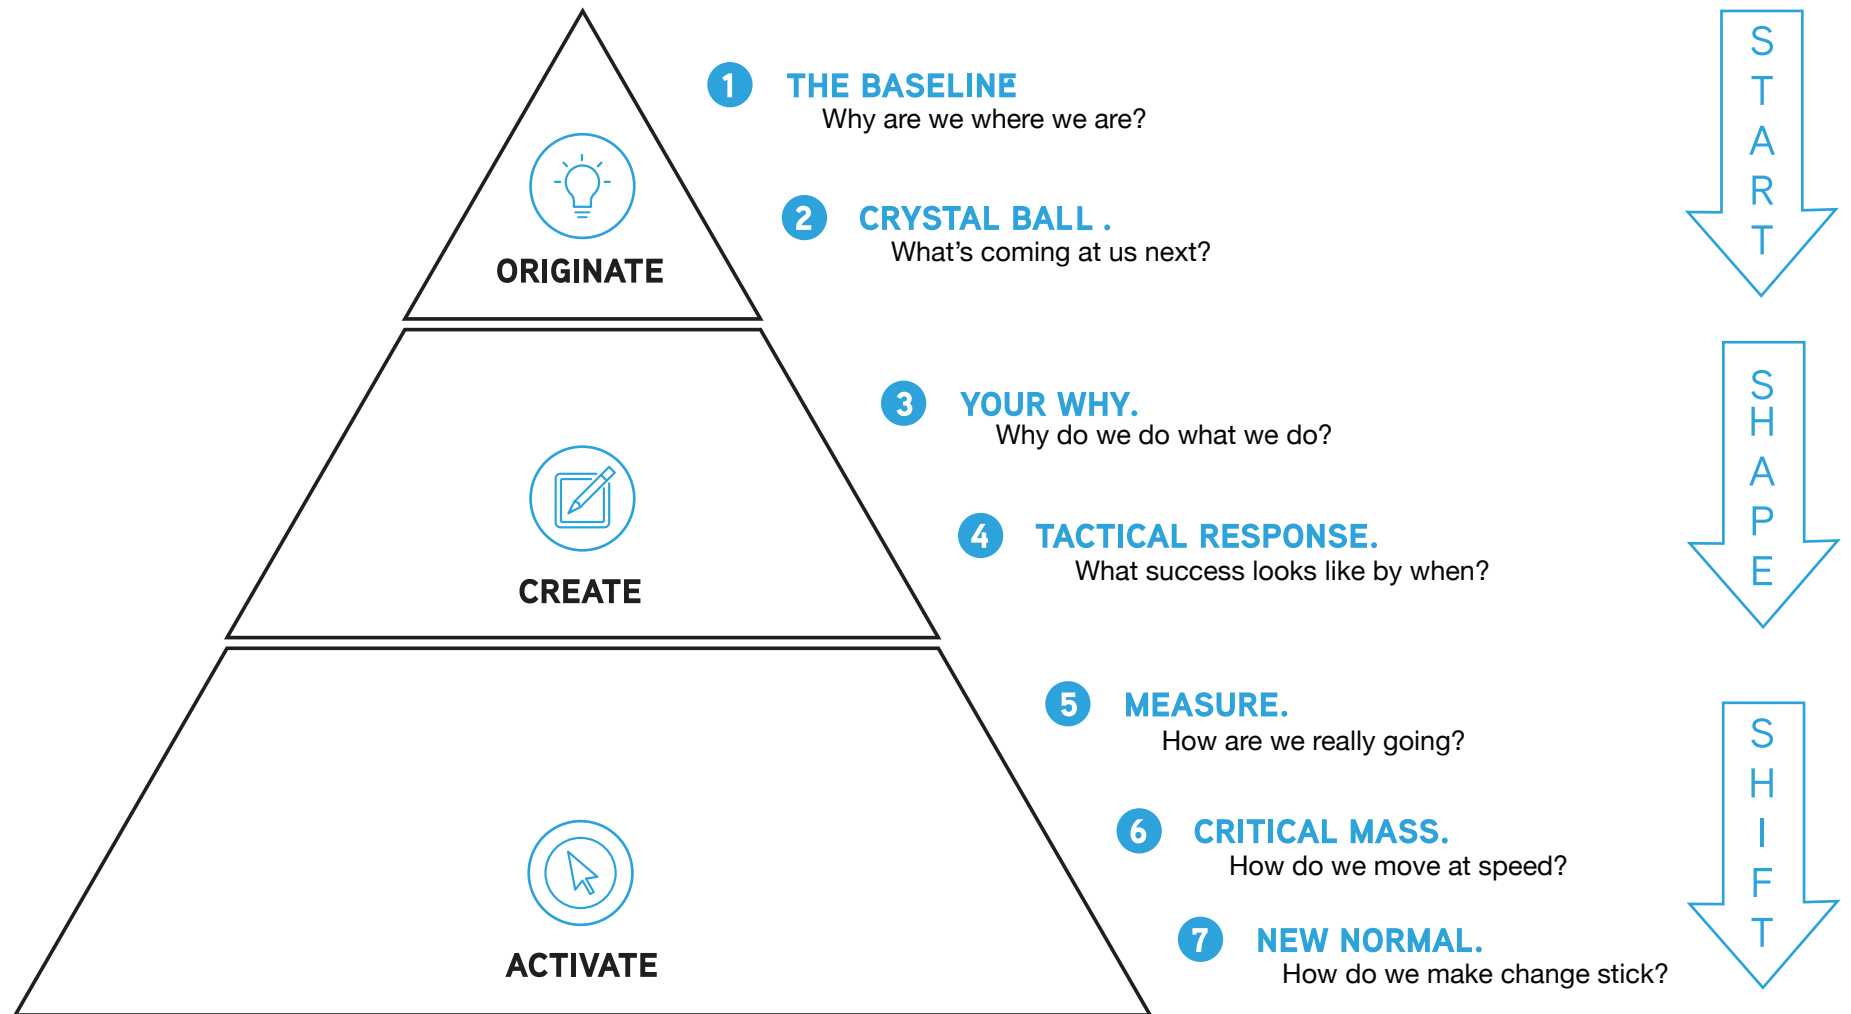 1 THE BASELINE
Why are we where we are?
2 CRYSTAL BALL .
What's coming at us next?
ORIGINATE
START
3 YOUR WHY.
Why do we do what we do?
4 TACTICAL RESPONSE.
What success looks like by when?
CREATE
SHAPE
5 MEASURE.
How are we really going?
6 CRITICAL MASS.
How do we move at speed?
7 NEW NORMAL.
How do we make change stick?
ACTIVATE
SHIFT